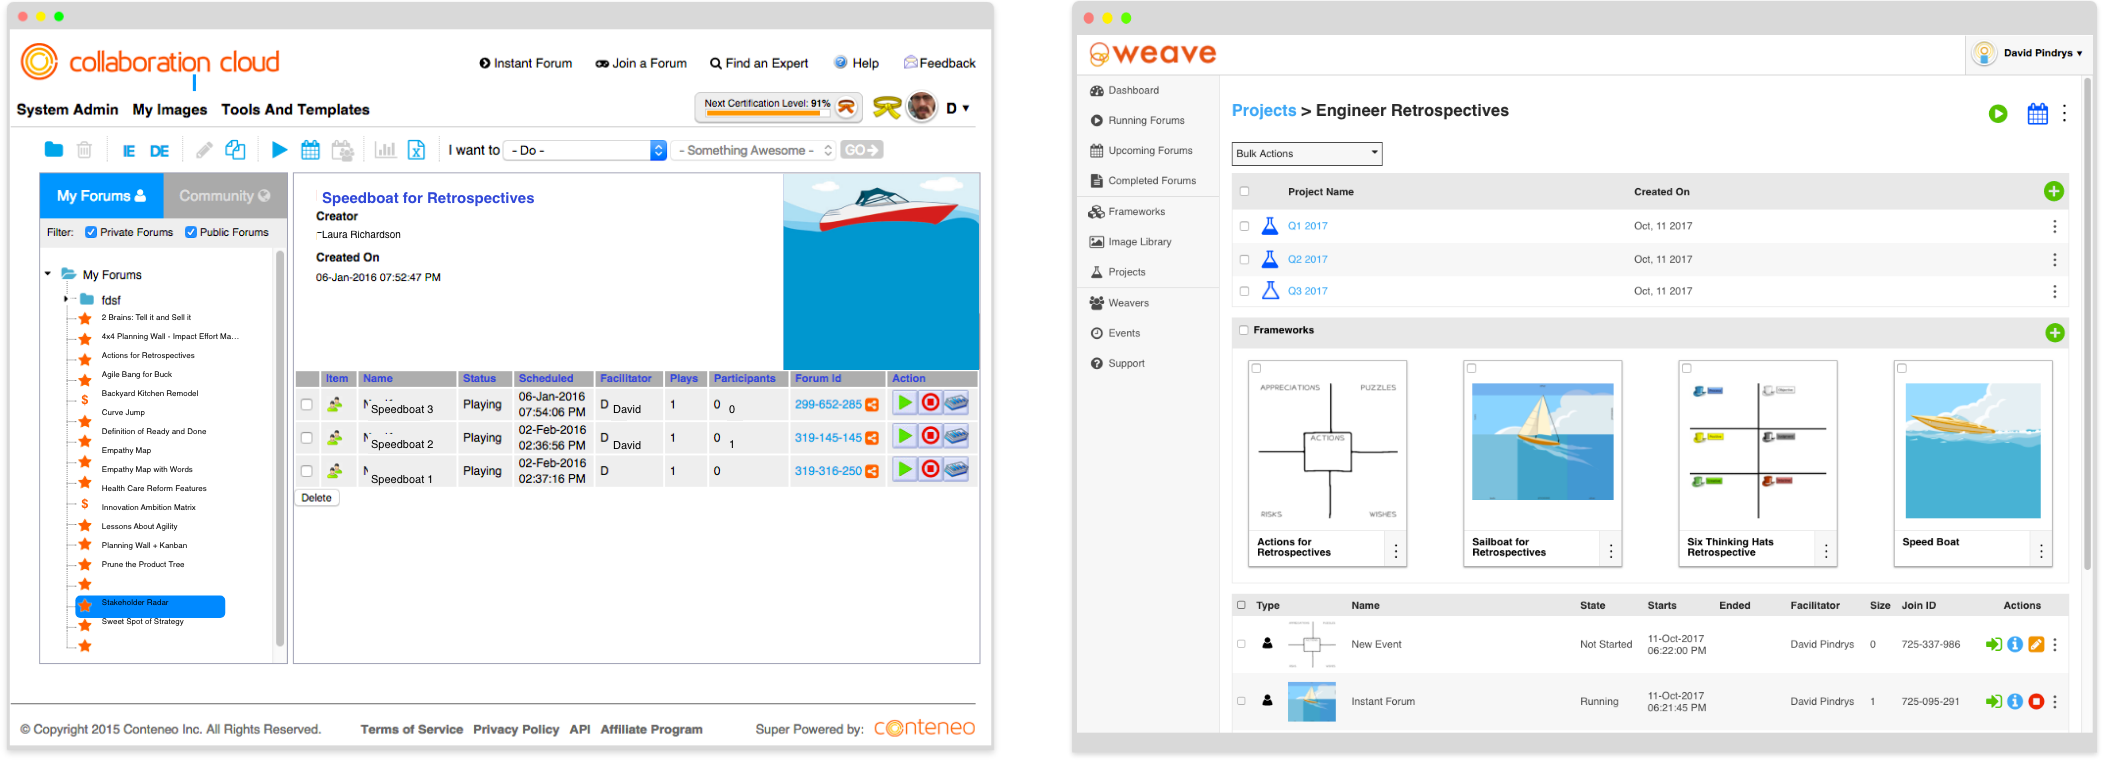 collaboration cloud
Instant Forum
Join a Forum
Find an Expert
Help
Feedback
System Admin My Images Tools And Templates
Next Certification Level: 91%
D
IE DE
I want to - Do - - Something Awesome - GO
My Forums Community
Filter: Private Forums Public Forums
My Forums
fdsf
2 Brains: Tell it and Sell it
4x4 Planning Wall - Impact Effort Ma...
Actions for Retrospectives
Agile Bang for Buck
Backyard Kitchen Remodel
Curve Jump
Definition of Ready and Done
Empathy Map
Empathy Map with Words
Health Care Reform Features
Innovation Ambition Matrix
Lessons About Agility
Planning Wall + Kanban
Prune the Product Tree
Stakeholder Radar
Sweet Spot of Strategy
Speedboat for Retrospectives
Creator
Laura Richardson
Created On
06-Jan-2016 07:52:47 PM
Item Name Status Scheduled Facilitator Plays Participants Forum Id Action
Speedboat 3 Playing 06-Jan-2016 07:54:06 PM D David 1 0 0 299-652-285
Speedboat 2 Playing 02-Feb-2016 02:36:56 PM D David 1 0 1 319-145-145
Speedboat 1 Playing 02-Feb-2016 02:37:16 PM D 1 0 319-316-250
Delete
© Copyright 2015 Conteneo Inc. All Rights Reserved. Terms of Service Privacy Policy API Affiliate Program Super Powered by: conteneo
weave
David Pindrys
Dashboard
Running Forums
Upcoming Forums
Completed Forums
Frameworks
Image Library
Projects
Weavers
Events
Support
Projects > Engineer Retrospectives
Bulk Actions
Project Name Created On
Q1 2017 Oct, 11 2017
Q2 2017 Oct, 11 2017
Q3 2017 Oct, 11 2017
Frameworks
APPRECIATIONS PUZZLES
ACTIONS
RISKS WISHES
Actions for
Retrospectives
Sailboat for
Retrospectives
Six Thinking Hats
Retrospective
Speed Boat
Type Name State Starts Ended Facilitator Size Join ID Actions
New Event Not Started 11-Oct-2017 06:22:00 PM David Pindrys 0 725-337-986
Instant Forum Running 11-Oct-2017 06:21:45 PM David Pindrys 1 725-095-291